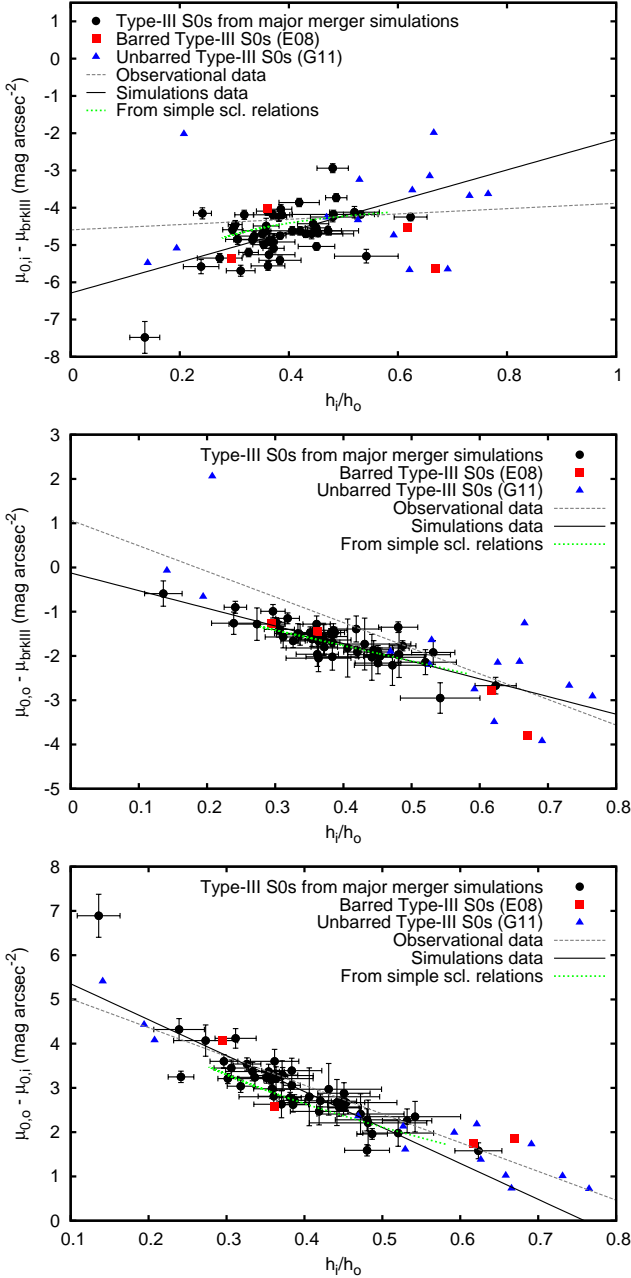 Type-III S0s from major merger simulations
Barred Type-III S0s (E08)
Unbarred Type-III S0s (G11)
Observational data
Simulations data
From simple scl. relations
μ0,i - μbrkIII (mag arcsec-2)
1
0
-1
-2
-3
-4
-5
-6
-7
-8
0
0.2
0.4
0.6
0.8
1
hi/ho
Type-III S0s from major merger simulations
Barred Type-III S0s (E08)
Unbarred Type-III S0s (G11)
Observational data
Simulations data
From simple scl. relations
μ0,o - μbrkIII (mag arcsec-2)
3
2
1
0
-1
-2
-3
-4
-5
0
0.1
0.2
0.3
0.4
0.5
0.6
0.7
0.8
hi/ho
Type-III S0s from major merger simulations
Barred Type-III S0s (E08)
Unbarred Type-III S0s (G11)
Observational data
Simulations data
From simple scl. relations
μ0,o - μ0,i (mag arcsec-2)
8
7
6
5
4
3
2
1
0
0.1
0.2
0.3
0.4
0.5
0.6
0.7
0.8
hi/ho